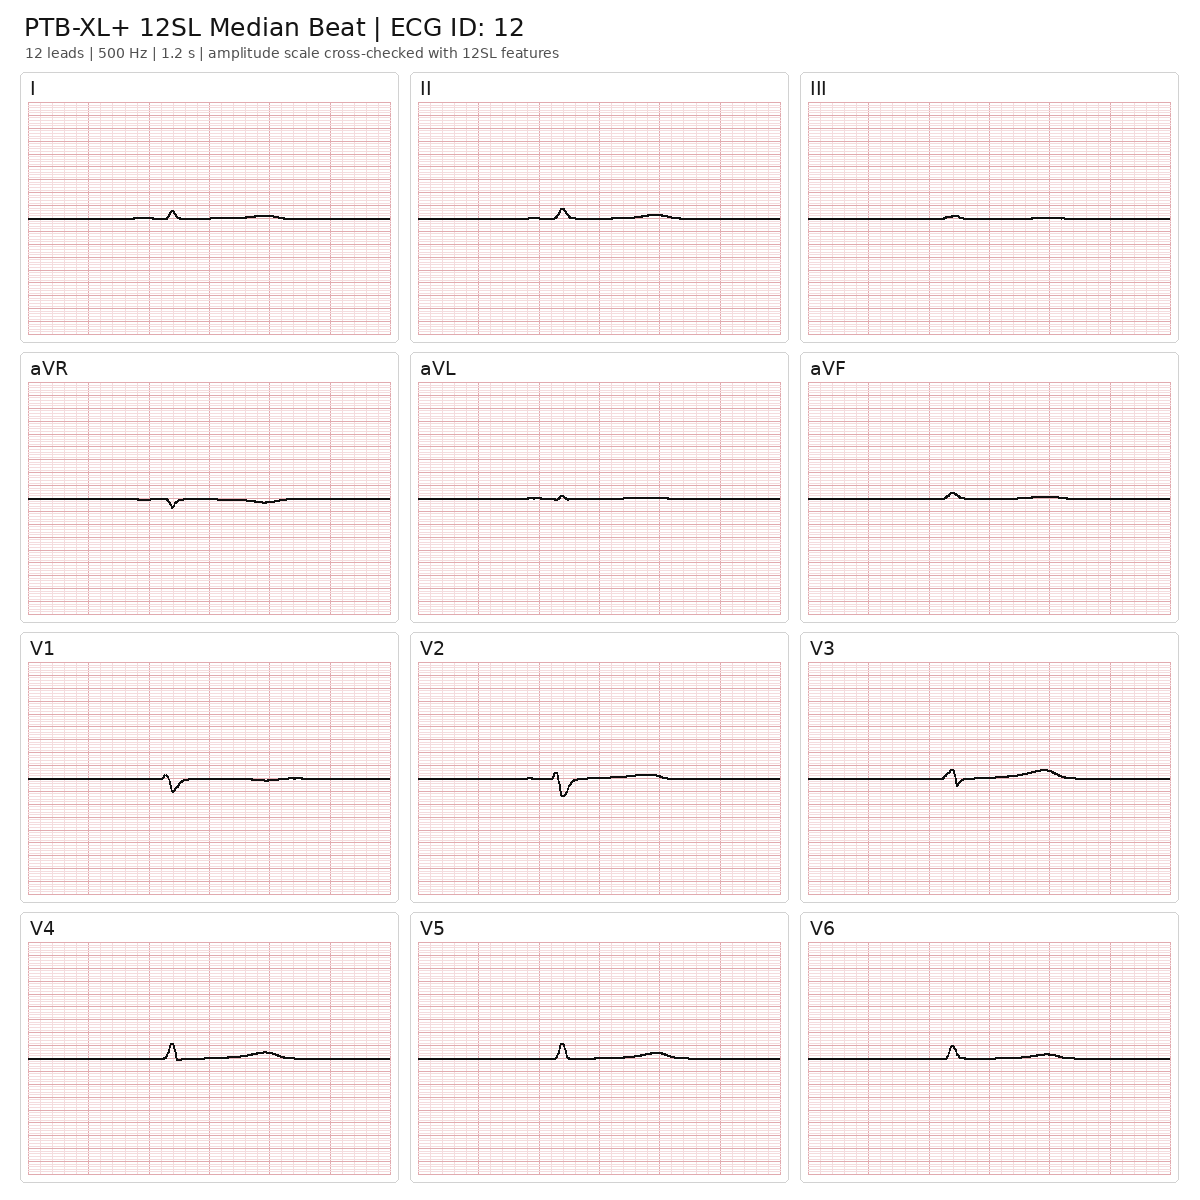 PTB-XL+ 12SL Median Beat | ECG ID: 12
12 leads | 500 Hz | 1.2 s | amplitude scale cross-checked with 12SL features
I
II
III
aVR
aVL
aVF
V1
V2
V3
V4
V5
V6